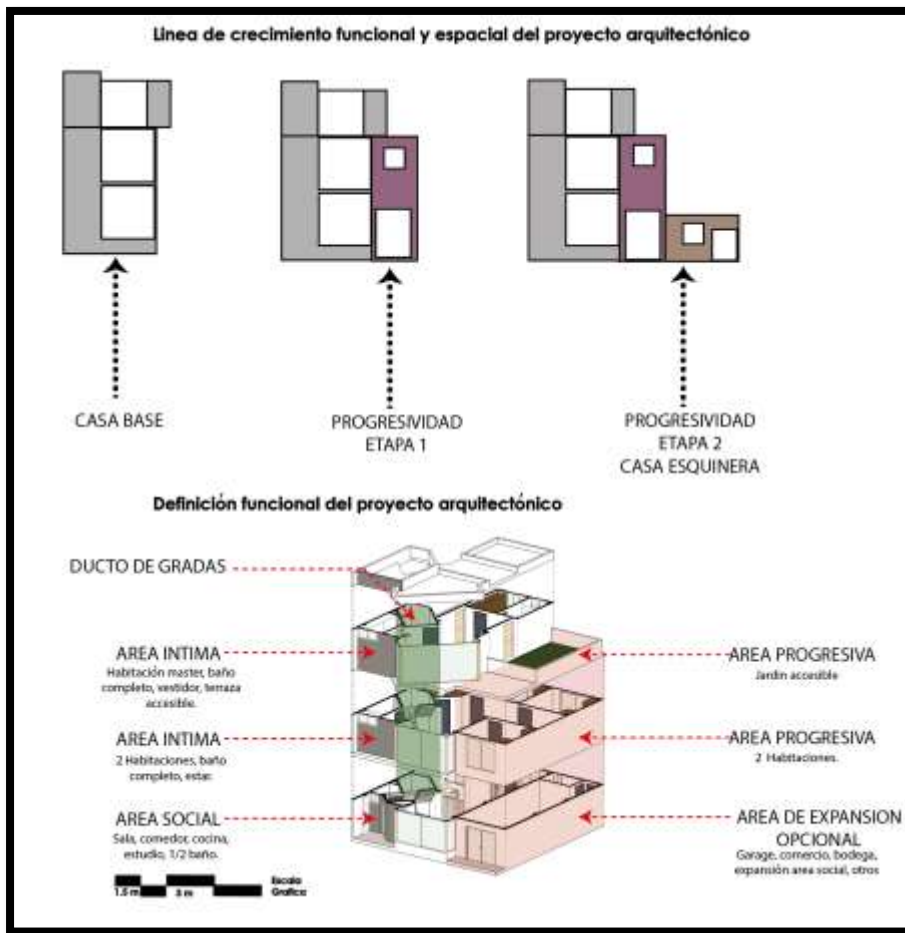 Linea de crecimiento funcional y espacial del proyecto arquitectónico
CASA BASE
PROGRESIVIDAD
ETAPA 1
PROGRESIVIDAD
ETAPA 2
CASA ESQUINERA
Definición funcional del proyecto arquitectónico
DUCTO DE GRADAS
AREA INTIMA
Habitación master, baño
completo, vestidor, terraza
accesible.
AREA INTIMA
2 Habitaciones, baño
completo, estar.
AREA SOCIAL
Sala, comedor, cocina,
estudio, 1/2 baño.
AREA PROGRESIVA
Jardin accesible
AREA PROGRESIVA
2 Habitaciones.
AREA DE EXPANSION
OPCIONAL
Garage, comercio, bodega,
expansión area social, otros
1.5 m 3 m
Escala
Grafica